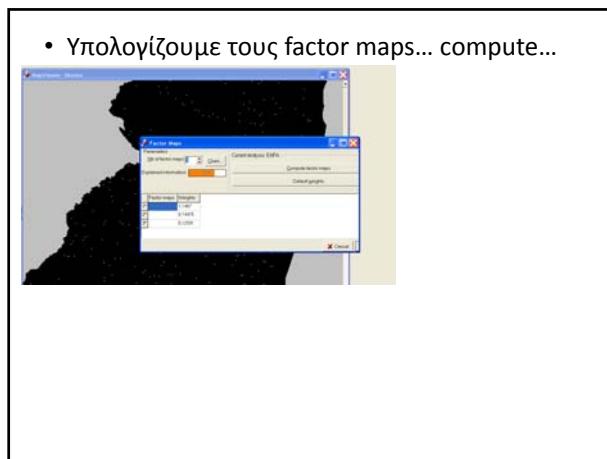 • Υπολογίζουμε τους factor maps... compute...
Factor Maps
Parameters
Nb of factor maps
Explained information
Current analysis: ENFA
Compute factor maps
Default weights
Factor maps Weights
Cancel